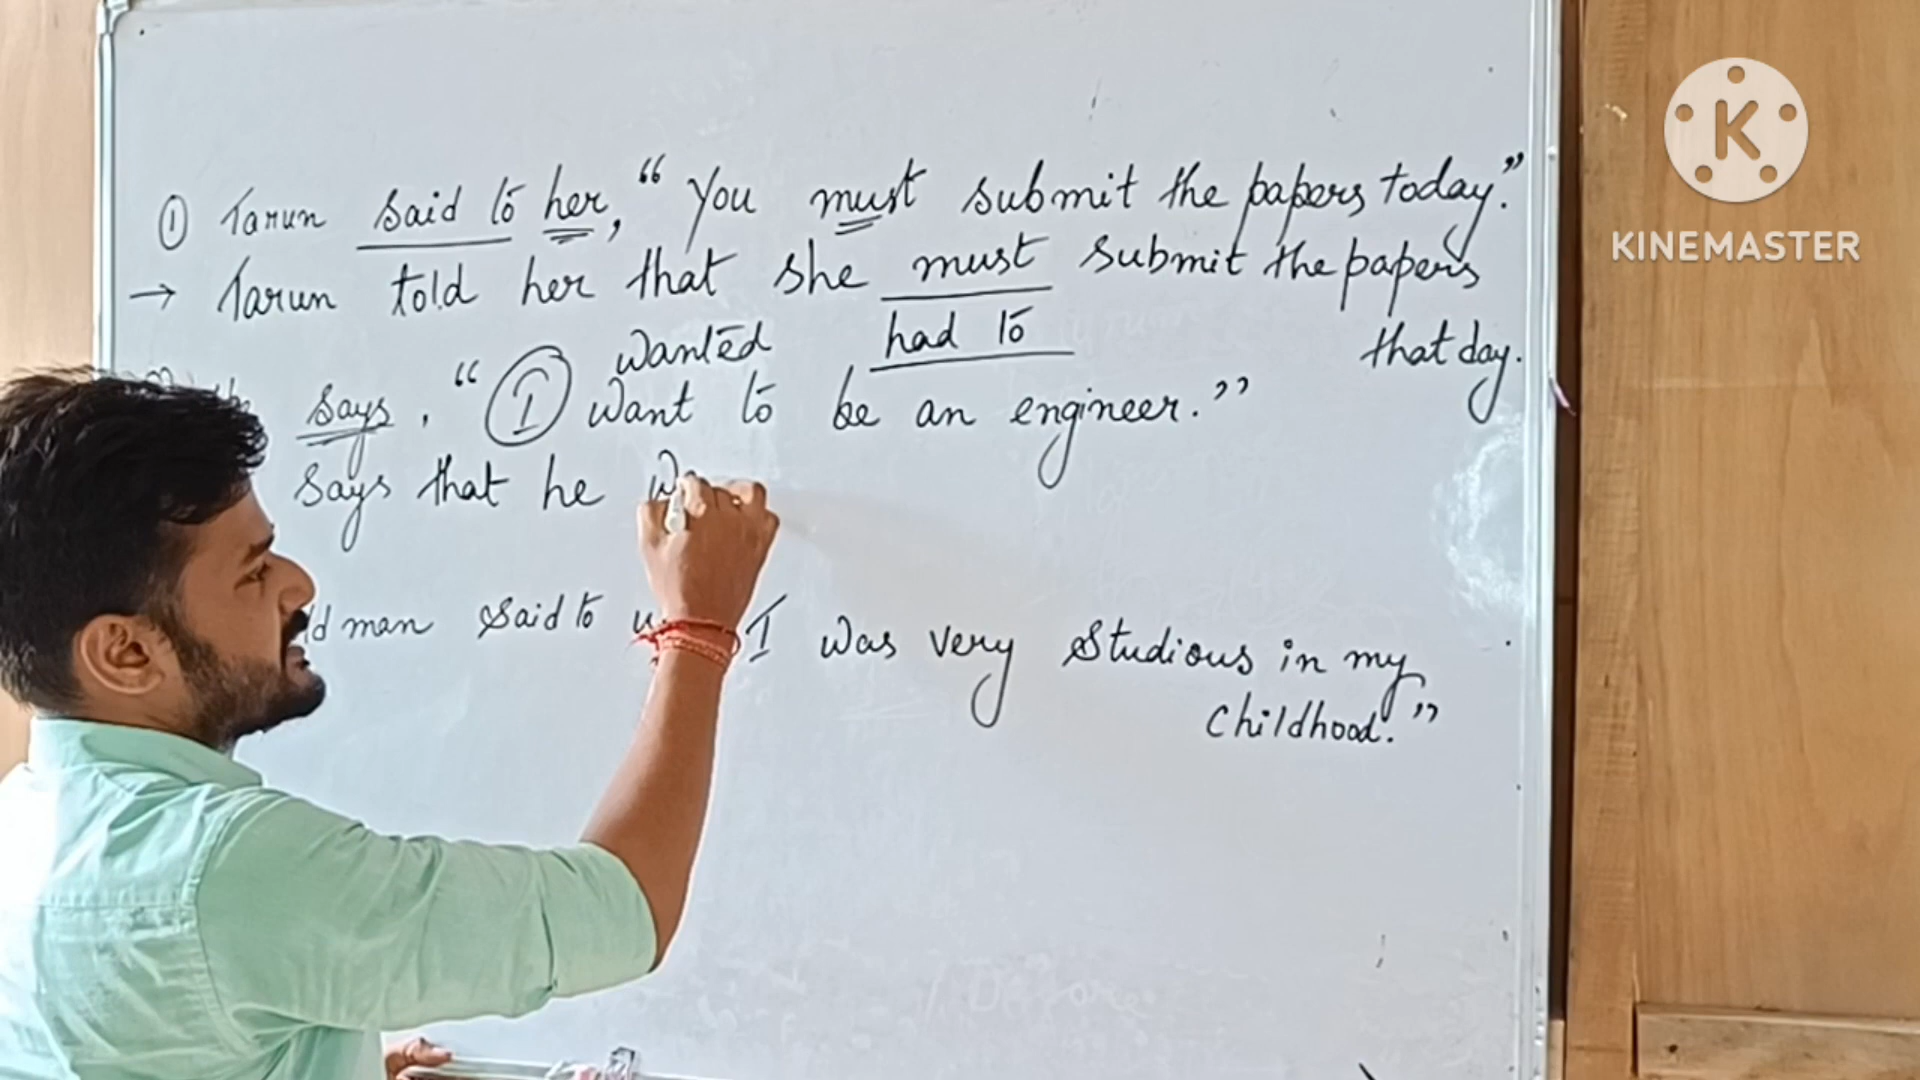 ① Tarun said to her, “You must submit the papers today.”
→ Tarun told her that she must submit the papers
wanted had to that day.
says, “I want to be an engineer.”
says that he
man said to I was very studious in my
childhood.”
K
KINEMASTER